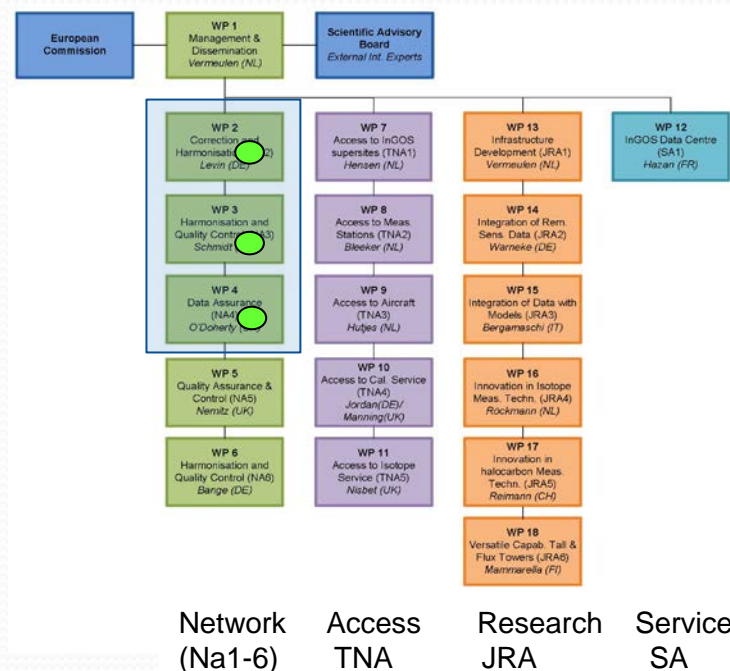 European
Commission
WP 1
Management &
Dissemination
Vermeulen (NL)
Scientific Advisory
Board
External Int. Experts
WP 2
Correction and
Harmonisation 2)
Levin (DE)
WP 3
Harmonisation and
Quality Control A3)
Schmidt
WP 4
Data Assurance
(NA4)
O'Doherty
WP 5
Quality Assurance &
Control (NA5)
Nemitz (UK)
WP 6
Harmonisation and
Quality Control (NA6)
Bange (DE)
WP 7
Access to InGOS
supersites (TNA1)
Hensen (NL)
WP 8
Access to Meas.
Stations (TNA2)
Bleeker (NL)
WP 9
Access to Aircraft
(TNA3)
Hutjes (NL)
WP 10
Access to Cal. Service
(TNA4)
Jordan(DE)/
Manning(UK)
WP 11
Access to Isotope
Service (TNA5)
Nisbet (UK)
WP 13
Infrastructure
Development (JRA1)
Vermeulen (NL)
WP 14
Integration of Rem.
Sens. Data (JRA2)
Warneke (DE)
WP 15
Integration of Data with
Models (JRA3)
Bergamaschi (IT)
WP 16
Innovation in Isotope
Meas. Techn. (JRA4)
Röckmann (NL)
WP 17
Innovation in
halocarbon Meas.
Techn. (JRA5)
Reimann (CH)
WP 18
Versatile Capab. Tall &
Flux Towers (JRA6)
Mammarella (FI)
WP 12
InGOS Data Centre
(SA1)
Hazan (FR)
Network Access Research Service
(Na1-6) TNA JRA SA